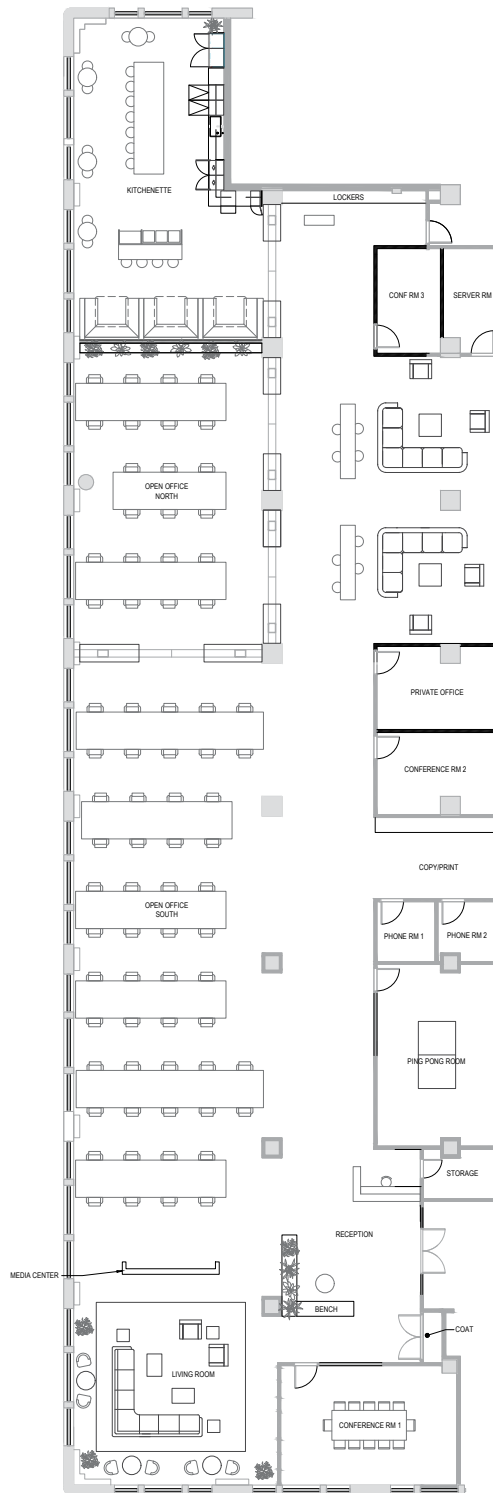 KITCHENETTE
LOCKERS
CONF RM 3
SERVER RM
OPEN OFFICE
NORTH
PRIVATE OFFICE
CONFERENCE RM 2
COPY/PRINT
OPEN OFFICE
SOUTH
PHONE RM 1
PHONE RM 2
PING PONG ROOM
STORAGE
RECEPTION
MEDIA CENTER
BENCH
COAT
LIVING ROOM
CONFERENCE RM 1